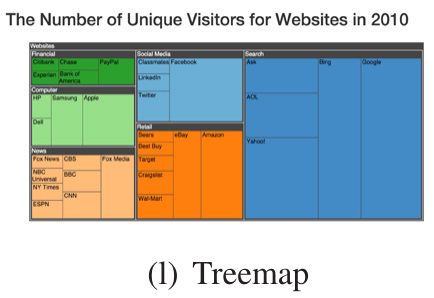 The Number of Unique Visitors for Websites in 2010
Websites
Financial
Citibank Chase PayPal
Experian Bank of
America
Computer
HP Samsung Apple
Dell
News
Fox News CBS Fox Media
NBC
Universal BBC
NY Times
CNN
ESPN
Social Media
Classmates Facebook
LinkedIn
Twitter
Retail
Sears eBay Amazon
Best Buy
Target
Craigslist
Wal-Mart
Search
Ask Bing Google
AOL
Yahoo!
(l) Treemap